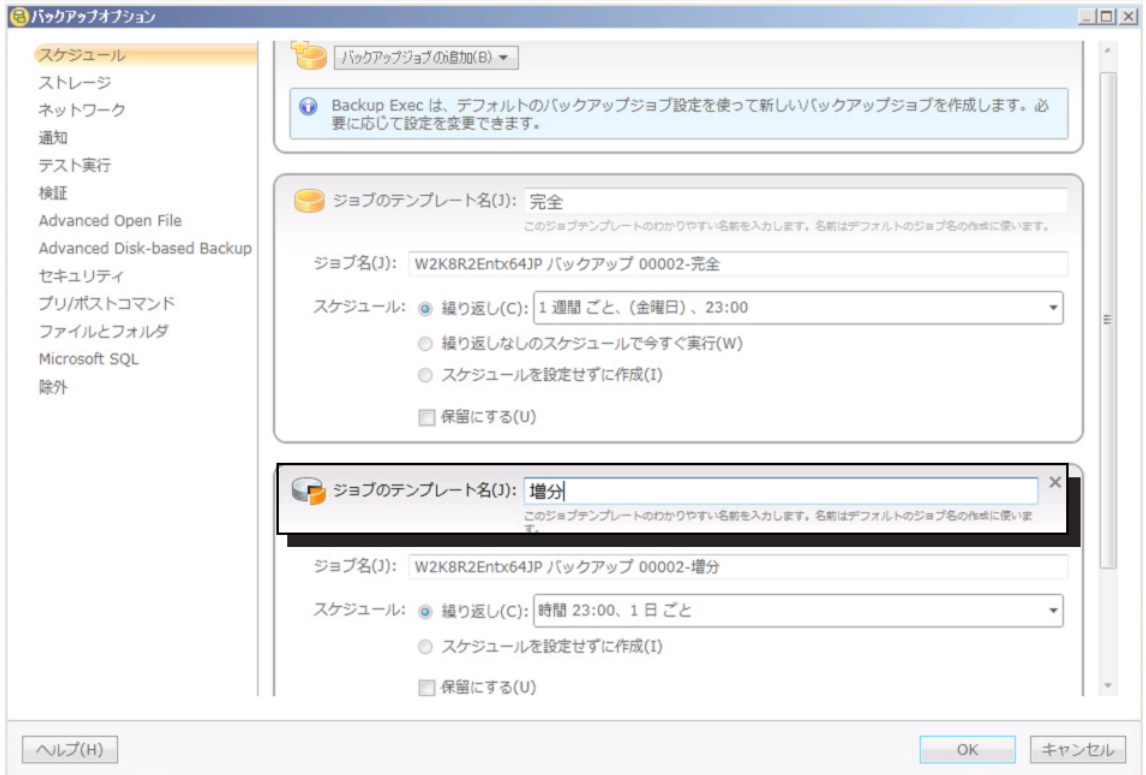 バックアップオプション
スケジュール
ストレージ
ネットワーク
通知
テスト実行
検証
Advanced Open File
Advanced Disk-based Backup
セキュリティ
プリ/ポストコマンド
ファイルとフォルダ
Microsoft SQL
除外
バックアップジョブの追加(B)
Backup Exec は、デフォルトのバックアップジョブ設定を使って新しいバックアップジョブを作成します。必
要に応じて設定を変更できます。
ジョブのテンプレート名(J): 完全
このジョブテンプレートのわかりやすい名前を入力します。名前はデフォルトのジョブ名の作成に使います。
ジョブ名(J): W2K8R2Entx64JP バックアップ 00002-完全
スケジュール: 繰り返し(C): 1 週間 ごと、(金曜日) 、23:00
繰り返しなしのスケジュールで今すぐ実行(W)
スケジュールを設定せずに作成(I)
保留にする(U)
ジョブのテンプレート名(J): 増分
このジョブテンプレートのわかりやすい名前を入力します。名前はデフォルトのジョブ名の作成に使いま
す。
ジョブ名(J): W2K8R2Entx64JP バックアップ 00002-増分
スケジュール: 繰り返し(C): 時間 23:00、1 日 ごと
スケジュールを設定せずに作成(I)
保留にする(U)
ヘルプ(H)
OK
キャンセル